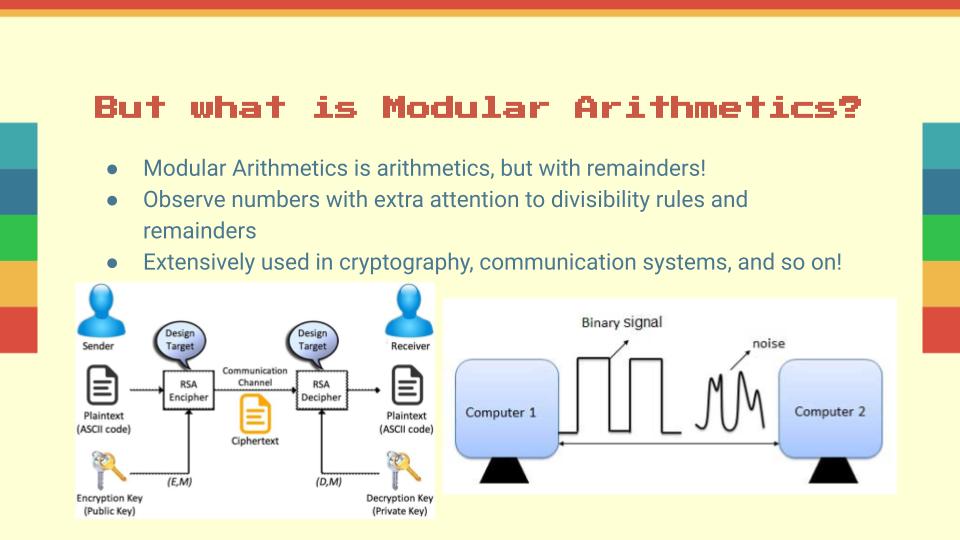 But what is Modular Arithmetics?
● Modular Arithmetics is arithmetics, but with remainders!
● Observe numbers with extra attention to divisibility rules and
remainders
● Extensively used in cryptography, communication systems, and so on!
Sender
Design
Target
Design
Target
Receiver
Plaintext
(ASCII code)
RSA
Encipher
Communication
Channel
Ciphertext
RSA
Decipher
Plaintext
(ASCII code)
Encryption Key
(Public Key)
(E,M)
(D,M)
Decryption Key
(Private Key)
Binary signal
noise
Computer 1
Computer 2